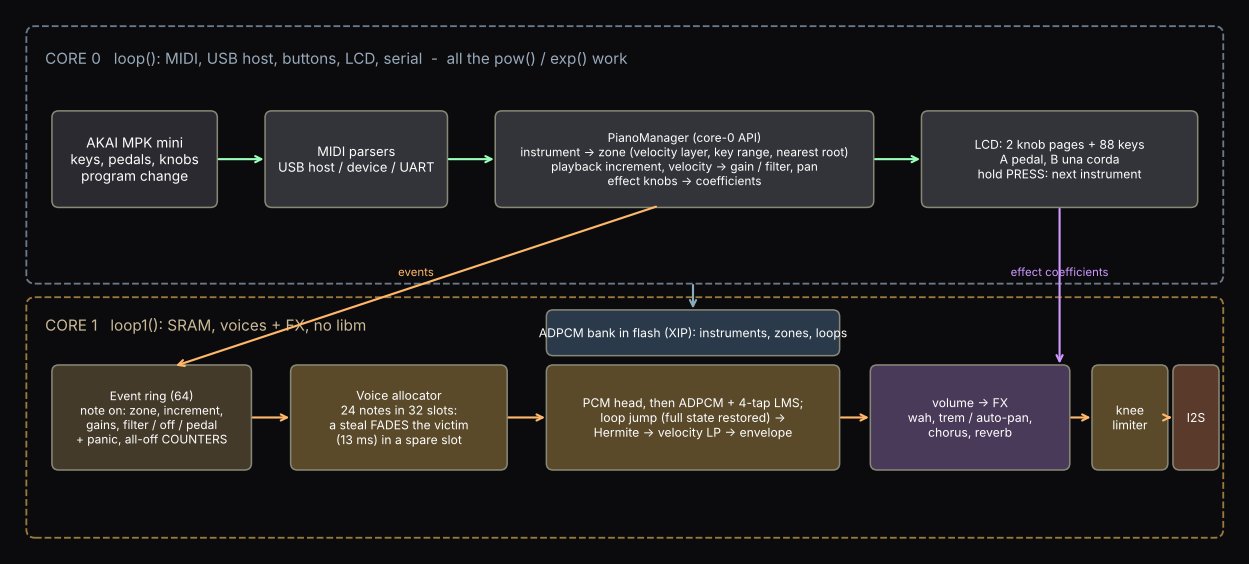 CORE 0   loop(): MIDI, USB host, buttons, LCD, serial  -  all the pow() / exp() work
AKAI MPK mini
keys, pedals, knobs
program change
MIDI parsers
USB host / device / UART
PianoManager (core-0 API)
instrument → zone (velocity layer, key range, nearest root)
playback increment, velocity → gain / filter, pan
effect knobs → coefficients
LCD: 2 knob pages + 88 keys
A pedal, B una corda
hold PRESS: next instrument
events
effect coefficients
CORE 1   loop1(): SRAM, voices + FX, no libm
ADPCM bank in flash (XIP): instruments, zones, loops
Event ring (64)
note on: zone, increment,
gains, filter / off / pedal
+ panic, all-off COUNTERS
Voice allocator
24 notes in 32 slots:
a steal FADES the victim
(13 ms) in a spare slot
PCM head, then ADPCM + 4-tap LMS;
loop jump (full state restored) →
Hermite → velocity LP → envelope
volume → FX
wah, trem / auto-pan,
chorus, reverb
knee
limiter
I2S